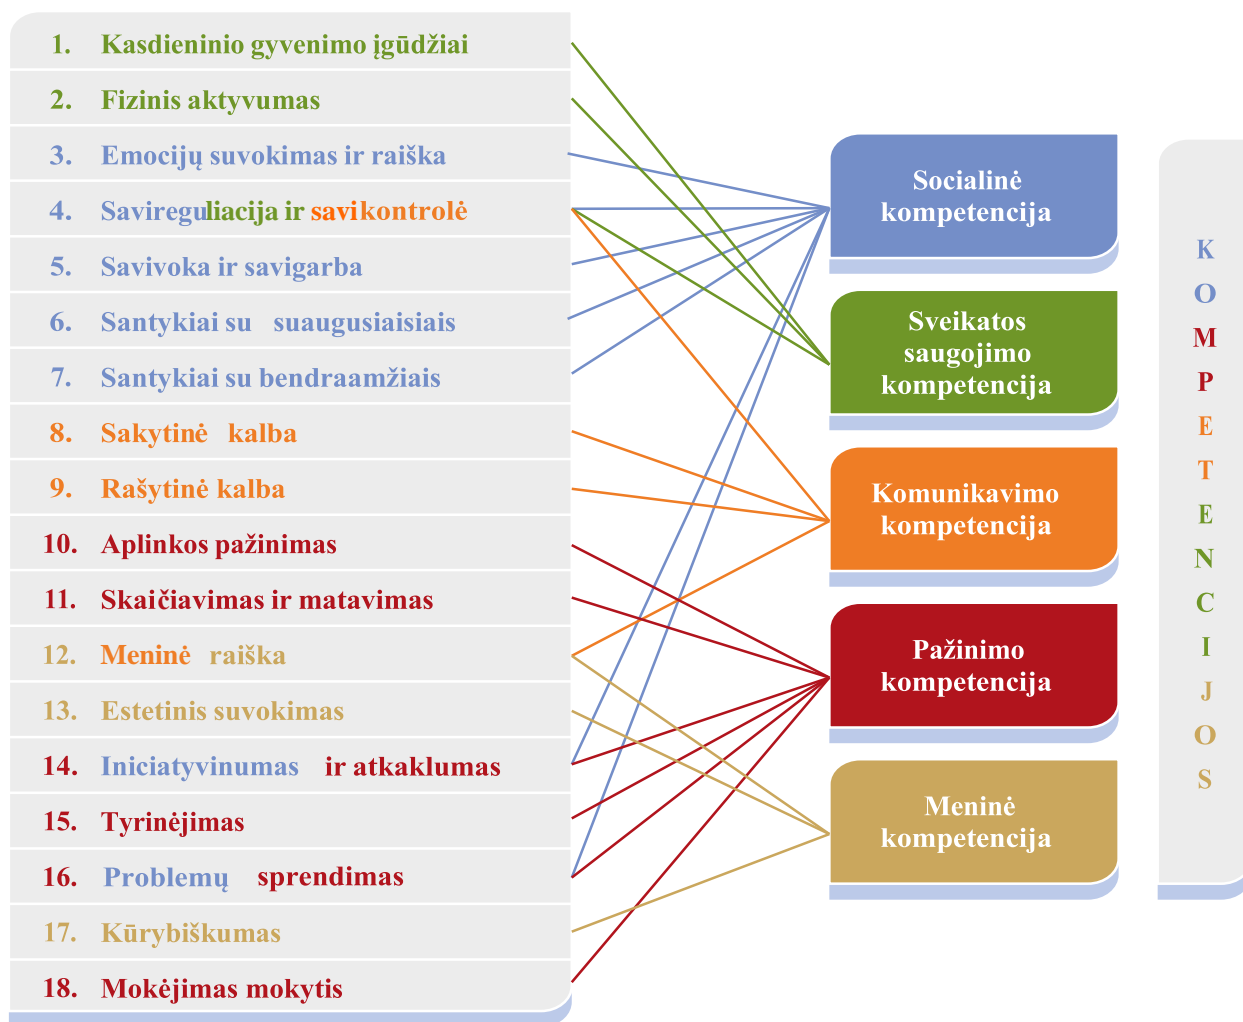 1. Kasdieninio gyvenimo įgūdžiai
2. Fizinis aktyvumas
3. Emocijų suvokimas ir raiška
4. Savireguliacija ir savikontrolė
5. Savivoka ir savigarba
6. Santykiai su suaugusiaisiais
7. Santykiai su bendraamžiais
8. Sakytinė kalba
9. Rašytinė kalba
10. Aplinkos pažinimas
11. Skaičiavimas ir matavimas
12. Meninė raiška
13. Estetinis suvokimas
14. Iniciatyvinumas ir atkaklumas
15. Tyrinėjimas
16. Problemų sprendimas
17. Kūrybiškumas
18. Mokėjimas mokytis
Socialinė
kompetencija
Sveikatos
saugojimo
kompetencija
Komunikavimo
kompetencija
Pažinimo
kompetencija
Meninė
kompetencija
K
O
M
P
E
T
E
N
C
I
J
O
S